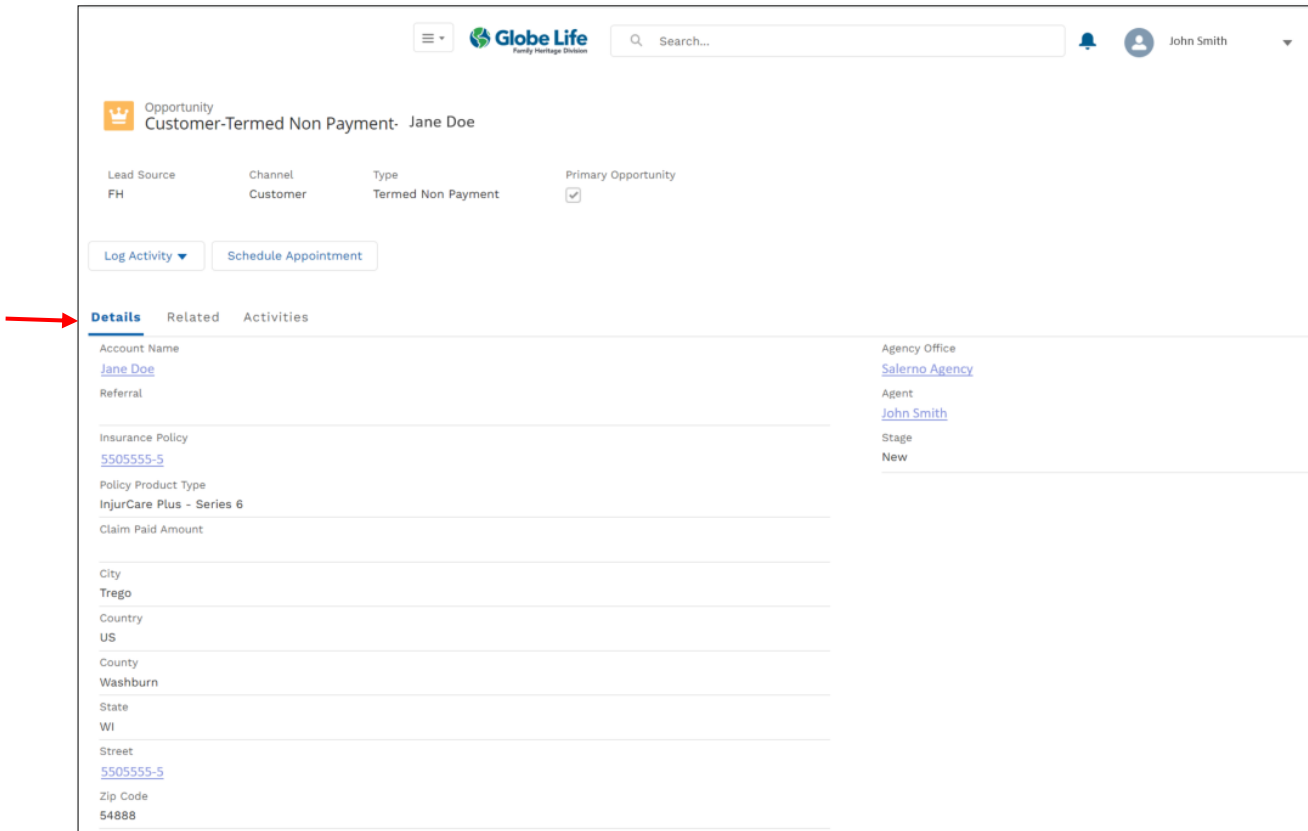 Globe Life
Family Heritage Division
Search...
John Smith
Opportunity
Customer-Termed Non Payment- Jane Doe
Lead Source Channel Type Primary Opportunity
FH Customer Termed Non Payment
Log Activity Schedule Appointment
Details Related Activities
Account Name
Jane Doe
Referral
Insurance Policy
5505555-5
Policy Product Type
InjurCare Plus - Series 6
Claim Paid Amount
City
Trego
Country
US
County
Washburn
State
WI
Street
5505555-5
Zip Code
54888
Agency Office
Salerno Agency
Agent
John Smith
Stage
New